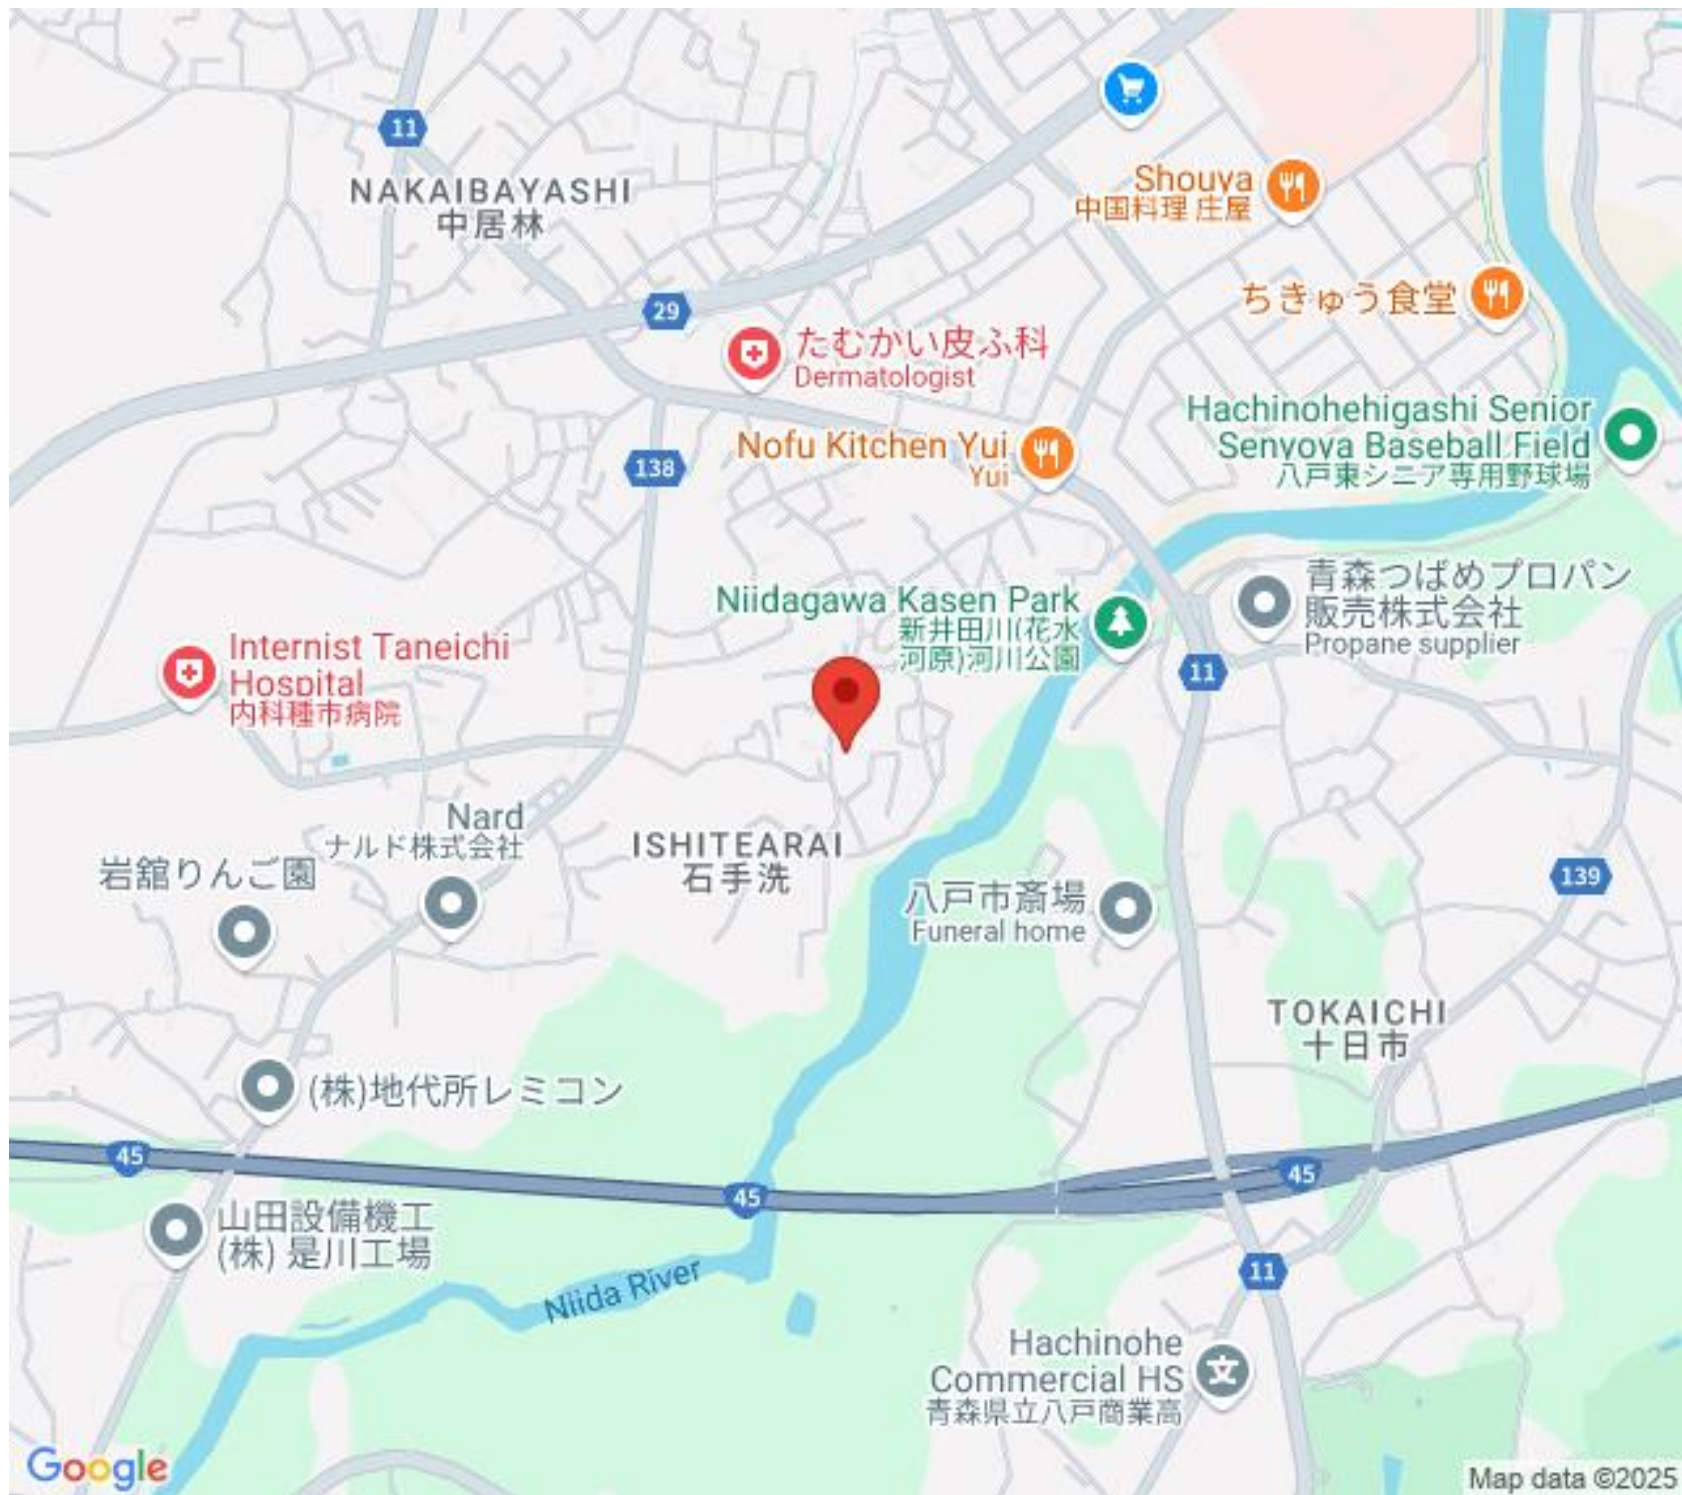 11
NAKAIBAYASHI
中居林
Shouya
中国料理 庄屋
ちきゅう食堂
29
たむかい皮ふ科
Dermatologist
Hachinohehigashi Senior
Senyoya Baseball Field
八戸東シニア専用野球場
Nofu Kitchen Yui
Yui
138
Niidagawa Kasen Park
新井田川(花水
河原)河川公園
青森つばめプロパン
販売株式会社
Propane supplier
Internist Taneichi
Hospital
内科種市病院
11
Nard
ナルド株式会社
ISHITEARAI
石手洗
岩舘りんご園
139
八戸市斎場
Funeral home
TOKAICHI
十日市
(株)地代所レミコン
45
45
45
山田設備機工
(株) 是川工場
Niida River
11
Hachinohe
Commercial HS
青森県立八戸商業高
Google
Map data ©2025